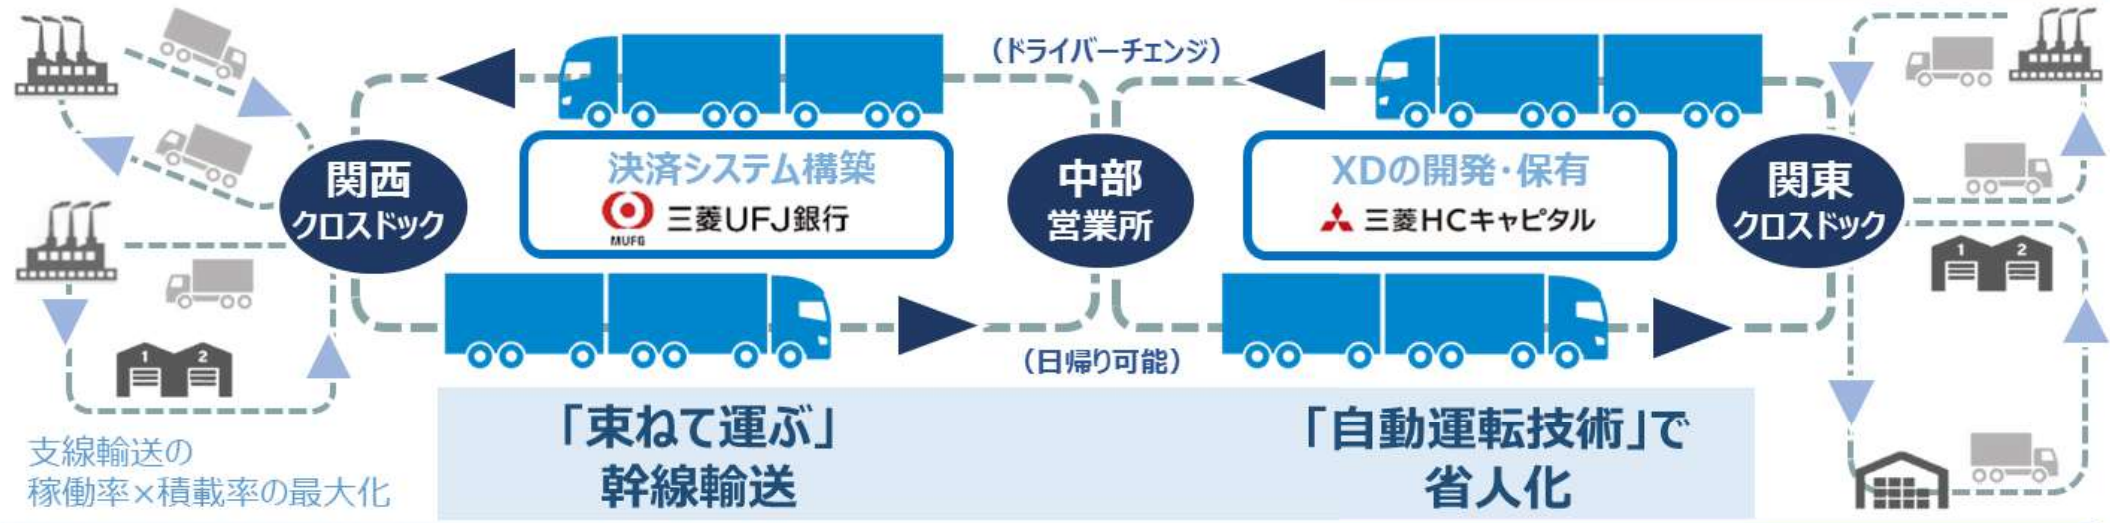 (ドライバーチェンジ)
関西
クロスドック
決済システム構築
MUFG
三菱UFJ銀行
中部
営業所
XDの開発・保有
三菱HCキャピタル
関東
クロスドック
1 2
1 2
(日帰り可能)
「束ねて運ぶ」
幹線輸送
「自動運転技術」で
省人化
支線輸送の
稼働率×積載率の最大化